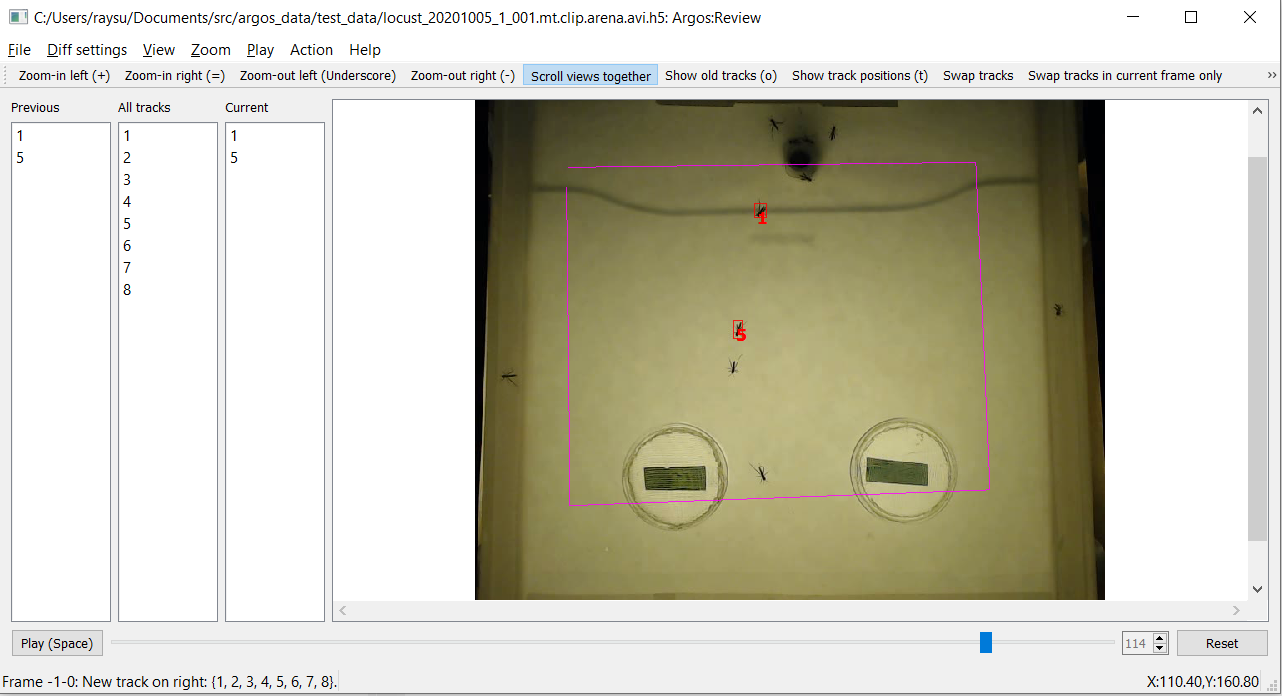 C:/Users/raysu/Documents/src/argos_data/test_data/locust_20201005_1_001.mt.clip.arena.avi.h5: Argos:Review
File Diff settings View Zoom Play Action Help
Zoom-in left (+) Zoom-in right (=) Zoom-out left (Underscore) Zoom-out right (-) Scroll views together Show old tracks (o) Show track positions (t) Swap tracks Swap tracks in current frame only »
Previous All tracks Current
1 1 1
5 2 5
3
4
5
6
7
8
1
5
Play (Space) 114 Reset
Frame -1-0: New track on right: {1, 2, 3, 4, 5, 6, 7, 8}. X:110.40,Y:160.80